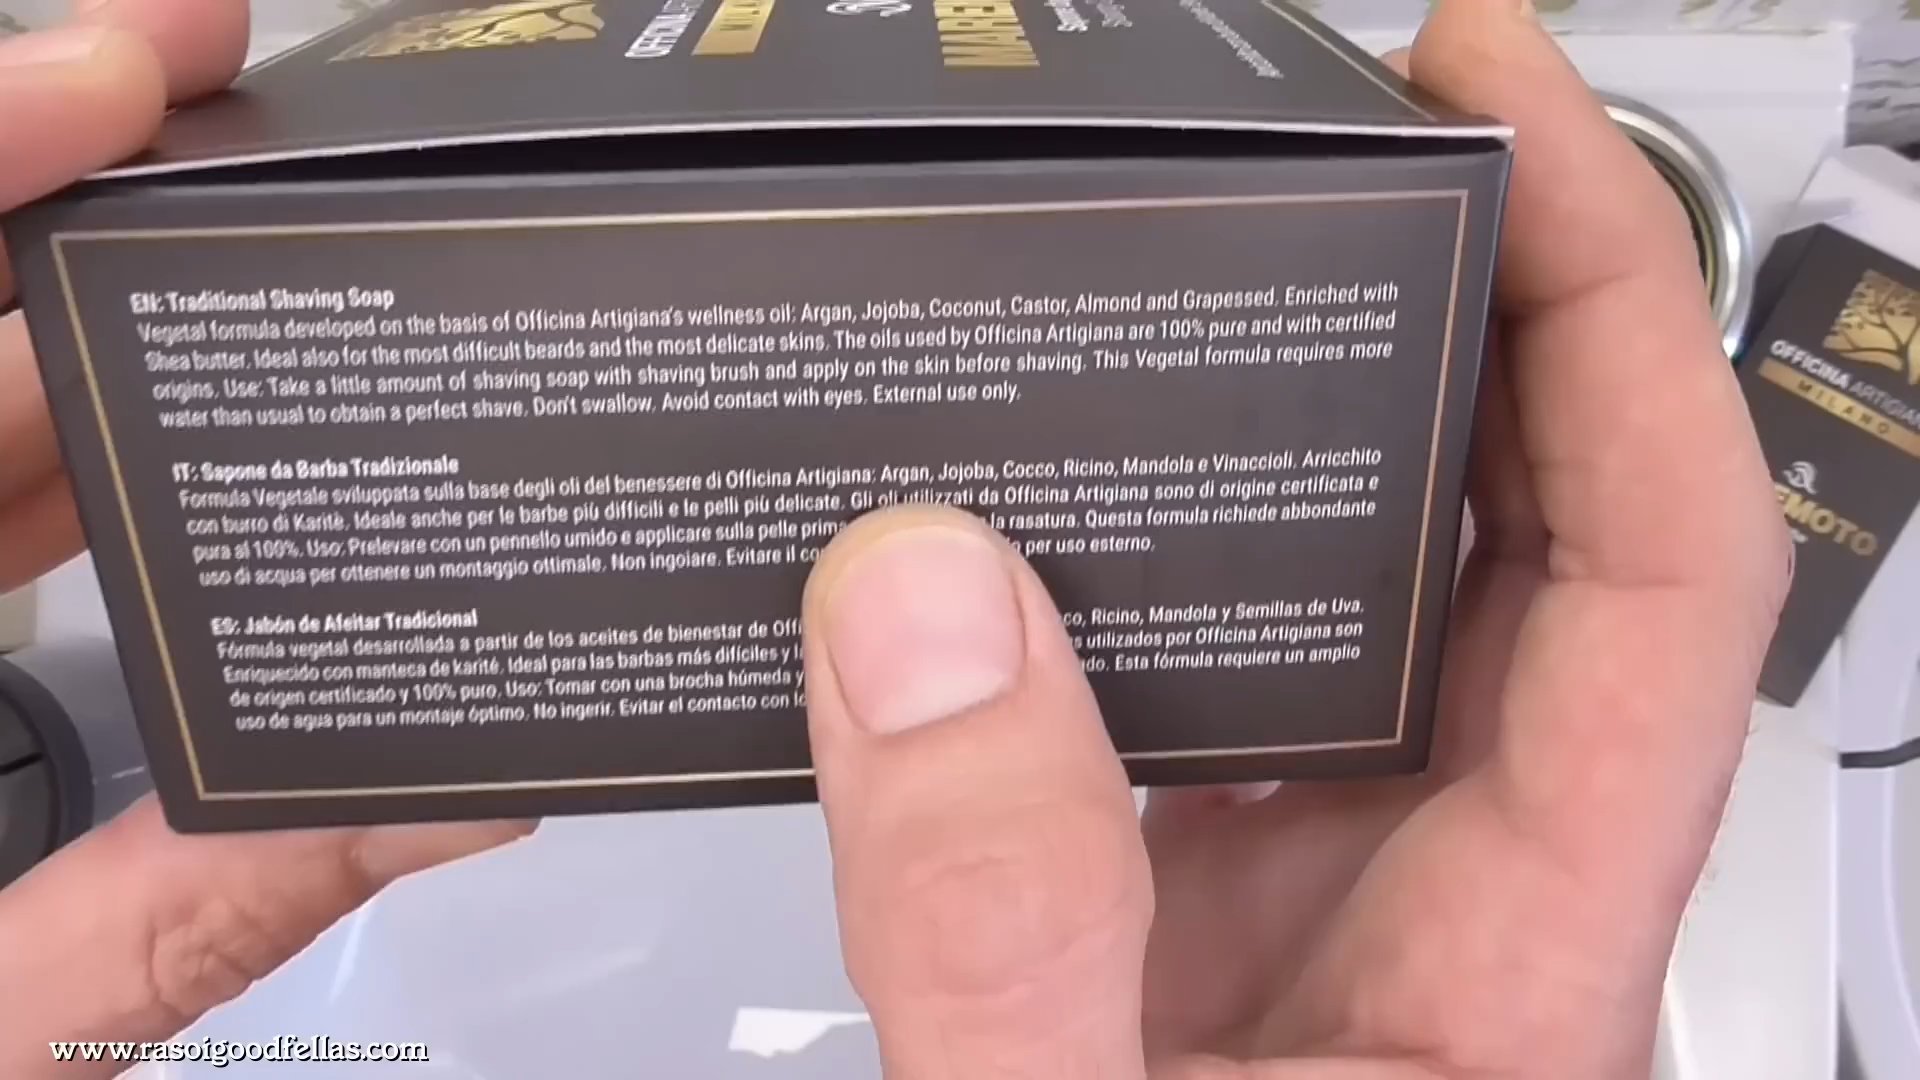 OFFICINA
EN: Traditional Shaving Soap
Vegetal formula developed on the basis of Officina Artigiana's wellness oil: Argan, Jojoba, Coconut, Castor, Almond and Grapessed. Enriched with
Shea butter. Ideal also for the most difficult beards and the most delicate skins. The oils used by Officina Artigiana are 100% pure and with certified
origins. Use: Take a little amount of shaving soap with shaving brush and apply on the skin before shaving. This Vegetal formula requires more
water than usual to obtain a perfect shave. Don't swallow. Avoid contact with eyes. External use only.
IT: Sapone da Barba Tradizionale
Formula Vegetale sviluppata sulla base degli oli del benessere di Officina Artigiana: Argan, Jojoba, Cocco, Ricino, Mandola e Vinaccioli. Arricchito
con burro di Karitè. Ideale anche per le barbe più difficili e le pelli più delicate. Gli oli utilizzati da Officina Artigiana sono di origine certificata e
pura al 100%. Uso: Prelevare con un pennello umido e applicare sulla pelle prim la rasatura. Questa formula richiede abbondante
uso di acqua per ottenere un montaggio ottimale. Non ingoiare. Evitare il co per uso esterno.
ES: Jabón de Afeitar Tradicional
Fórmula vegetal desarrollada a partir de los aceites de bienestar de Offi co, Ricino, Mandola y Semillas de Uva.
Enriquecido con manteca de karité. Ideal para las barbas más difíciles y l s utilizados por Officina Artigiana son
de origen certificado y 100% puro. Uso: Tomar con una brocha húmeda y do. Esta fórmula requiere un amplio
uso de agua para un montaje óptimo. No ingerir. Evitar el contacto con lo
OFFICINA ARTIGIAN
MILANO
EMOTO
www.rasoigoodfellas.com